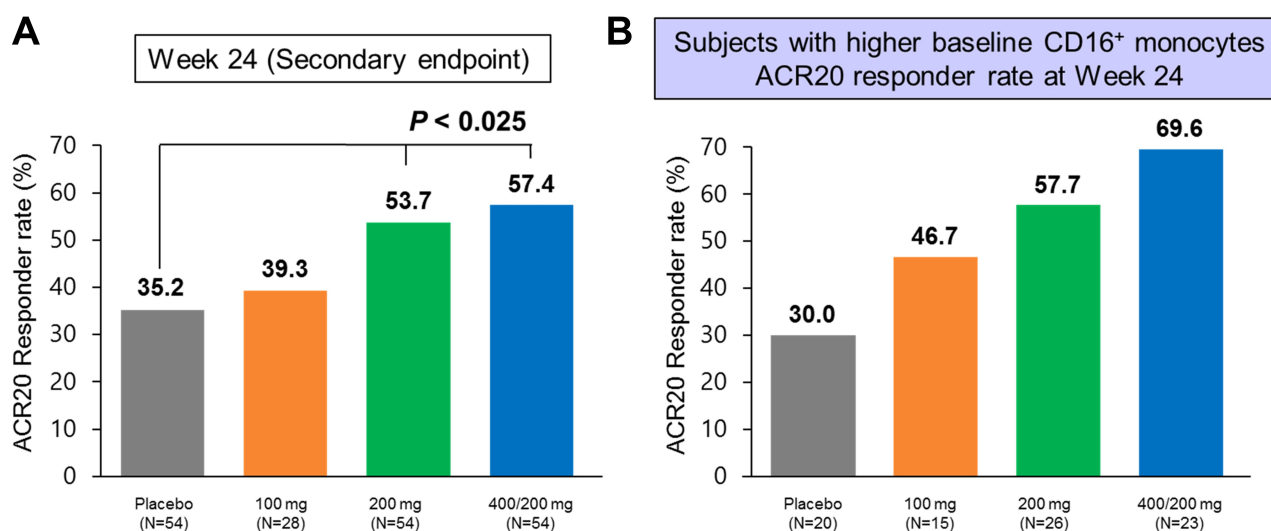 A
Week 24 (Secondary endpoint)
P < 0.025
ACR20 Responder rate (%)
70
60
50
40
30
20
10
0
35.2
39.3
53.7
57.4
Placebo
(N=54)
100 mg
(N=28)
200 mg
(N=54)
400/200 mg
(N=54)
B
Subjects with higher baseline CD16⁺ monocytes
ACR20 responder rate at Week 24
ACR20 Responder rate (%)
70
60
50
40
30
20
10
0
30.0
46.7
57.7
69.6
Placebo
(N=20)
100 mg
(N=15)
200 mg
(N=26)
400/200 mg
(N=23)